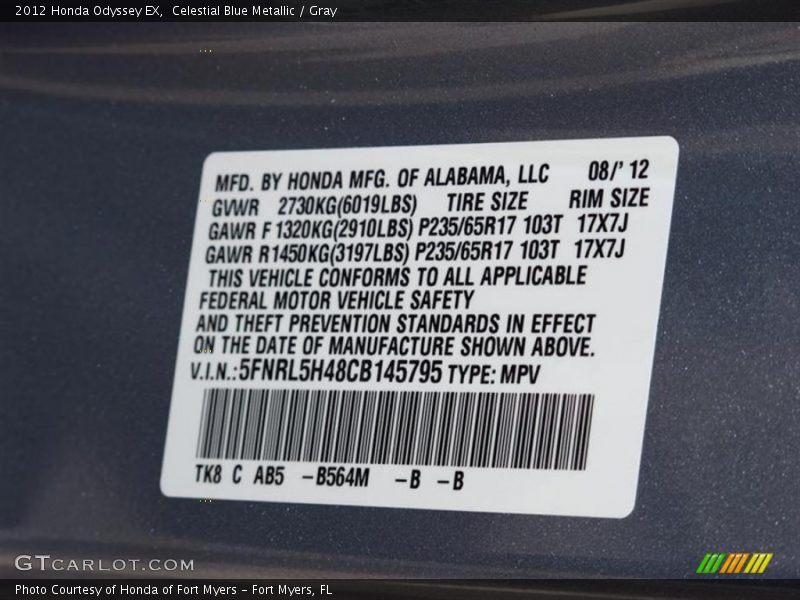 2012 Honda Odyssey EX, Celestial Blue Metallic / Gray
MFD. BY HONDA MFG. OF ALABAMA, LLC 08/'12
GVWR 2730KG(6019LBS) TIRE SIZE RIM SIZE
GAWR F 1320KG(2910LBS) P235/65R17 103T 17X7J
GAWR R1450KG(3197LBS) P235/65R17 103T 17X7J
THIS VEHICLE CONFORMS TO ALL APPLICABLE
FEDERAL MOTOR VEHICLE SAFETY
AND THEFT PREVENTION STANDARDS IN EFFECT
ON THE DATE OF MANUFACTURE SHOWN ABOVE.
V.I.N.:5FNRL5H48CB145795 TYPE: MPV
TK8 C AB5 –B564M –B –B
GTCARLOT.COM
Photo Courtesy of Honda of Fort Myers – Fort Myers, FL